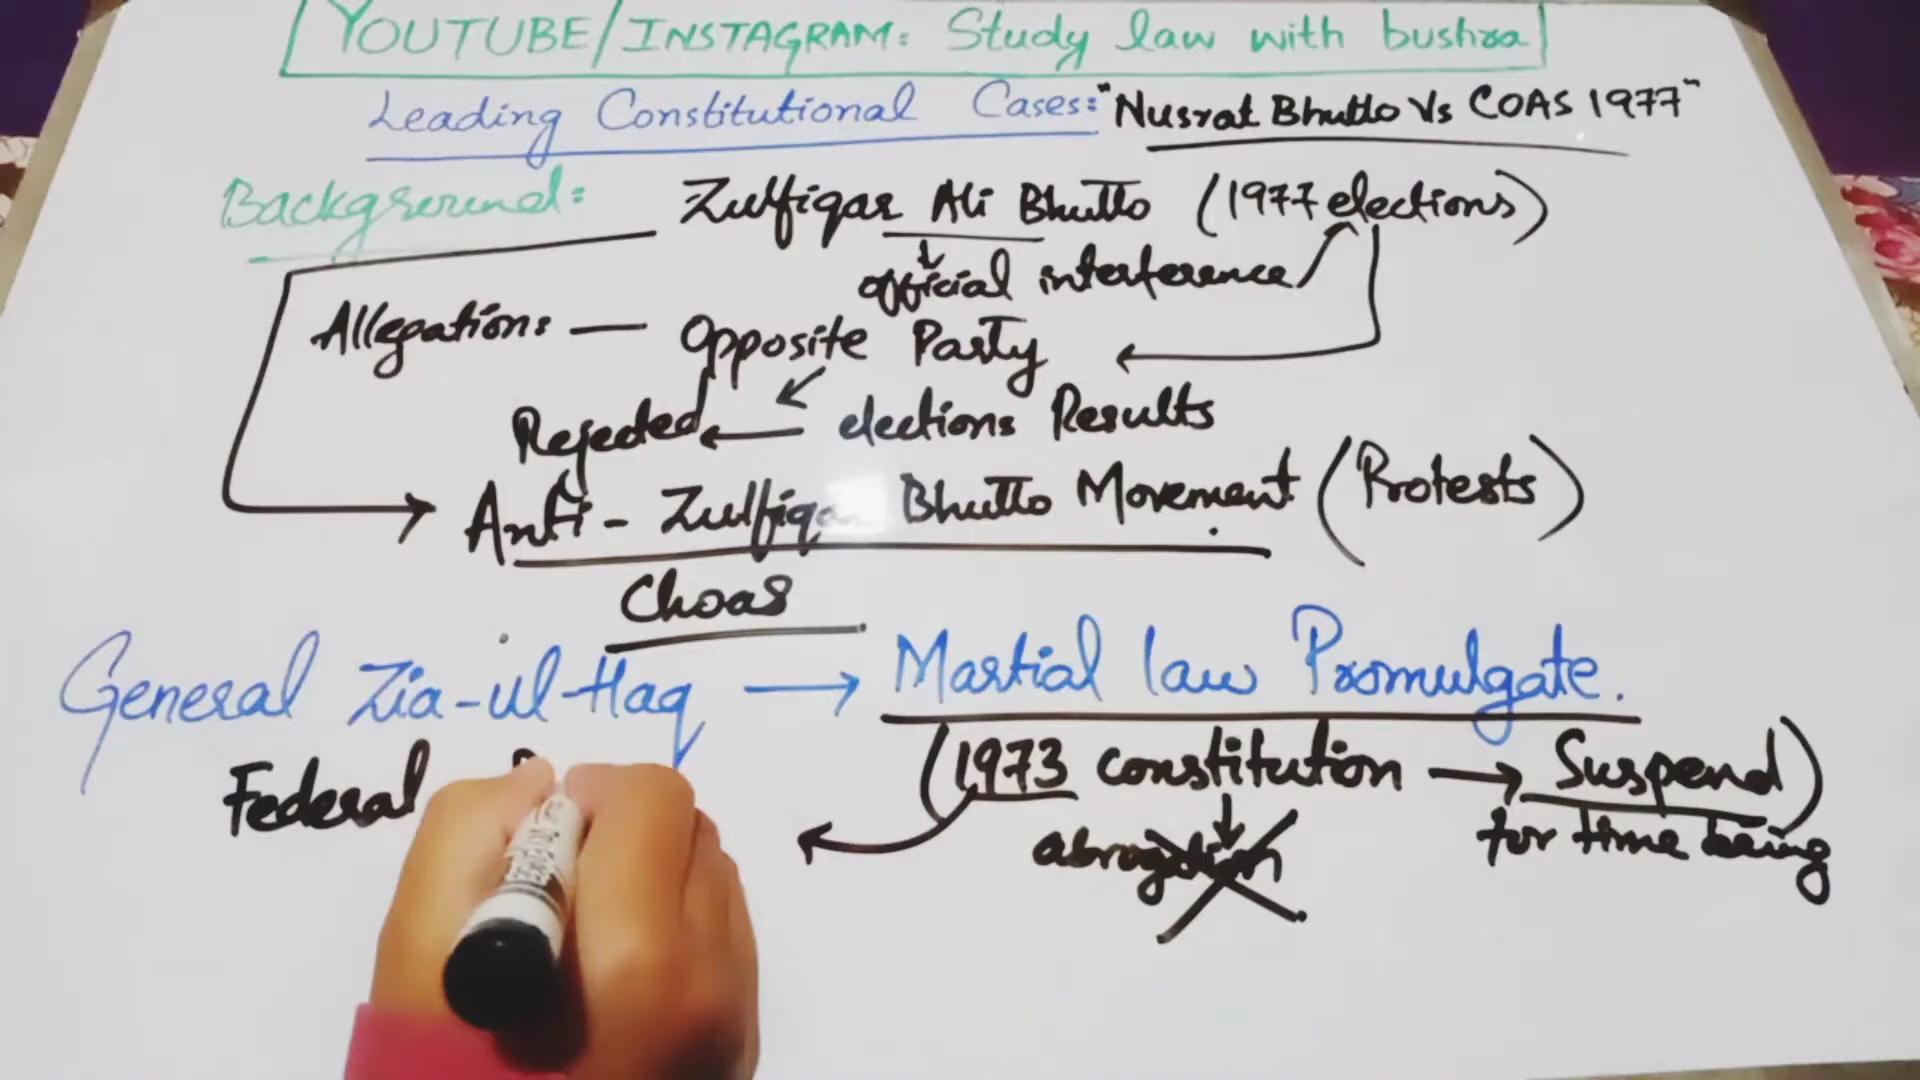 YOUTUBE/INSTAGRAM: Study law with bushra
Leading Constitutional Cases: "Nusrat Bhutto Vs COAS 1977"
Background: Zulfiqar Ali Bhutto (1977 elections)
official interference
Allegations — Opposite Party
Rejected ← elections Results
Anti - Zulfiqar Bhutto Movement (Protests)
Choas
General Zia-ul-Haq → Martial law Promulgate.
Federal (1973 constitution → Suspend)
abrogation for time being